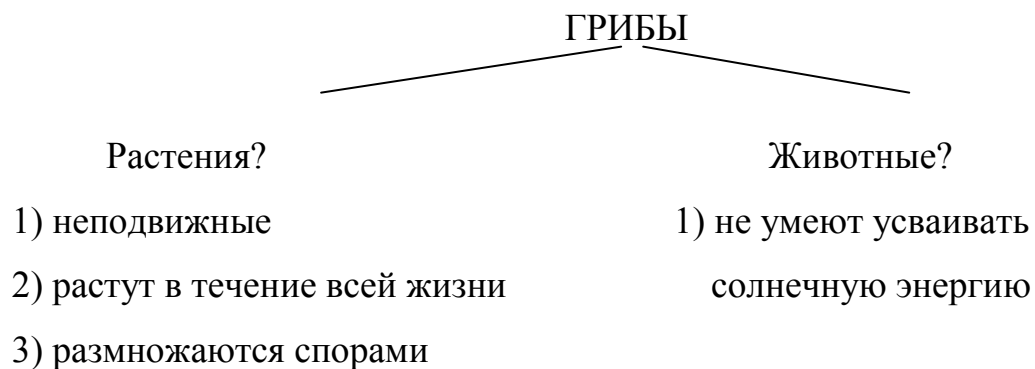 ГРИБЫ
Растения? Животные?
1) неподвижные 1) не умеют усваивать
2) растут в течение всей жизни солнечную энергию
3) размножаются спорами